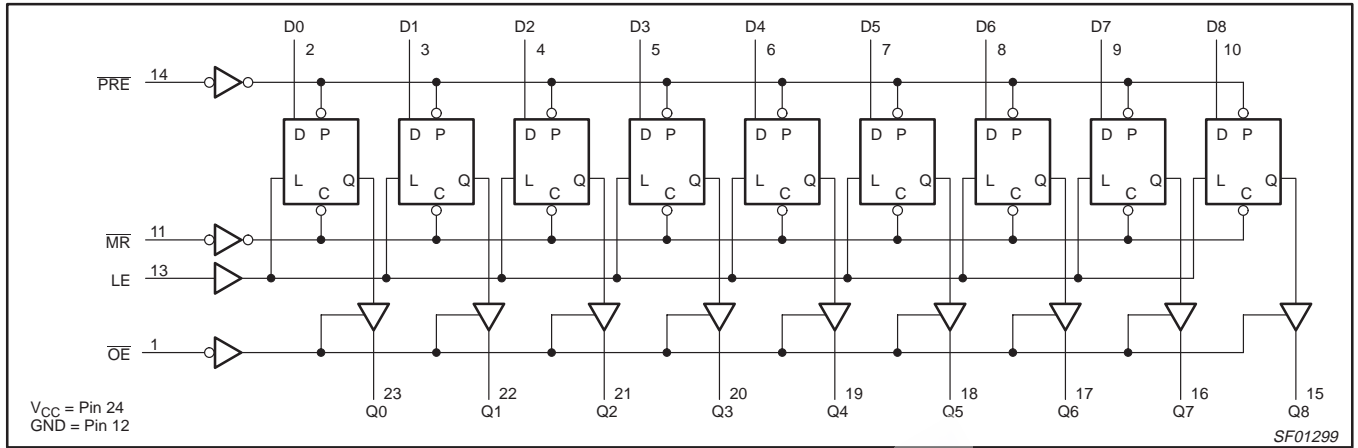 D0 D1 D2 D3 D4 D5 D6 D7 D8
2 3 4 5 6 7 8 9 10
PRE 14
D P D P D P D P D P D P D P D P D P
L Q L Q L Q L Q L Q L Q L Q L Q L Q
C C C C C C C C C
MR 11
LE 13
OE 1
23 22 21 20 19 18 17 16 15
Q0 Q1 Q2 Q3 Q4 Q5 Q6 Q7 Q8
VCC = Pin 24
GND = Pin 12
SF01299